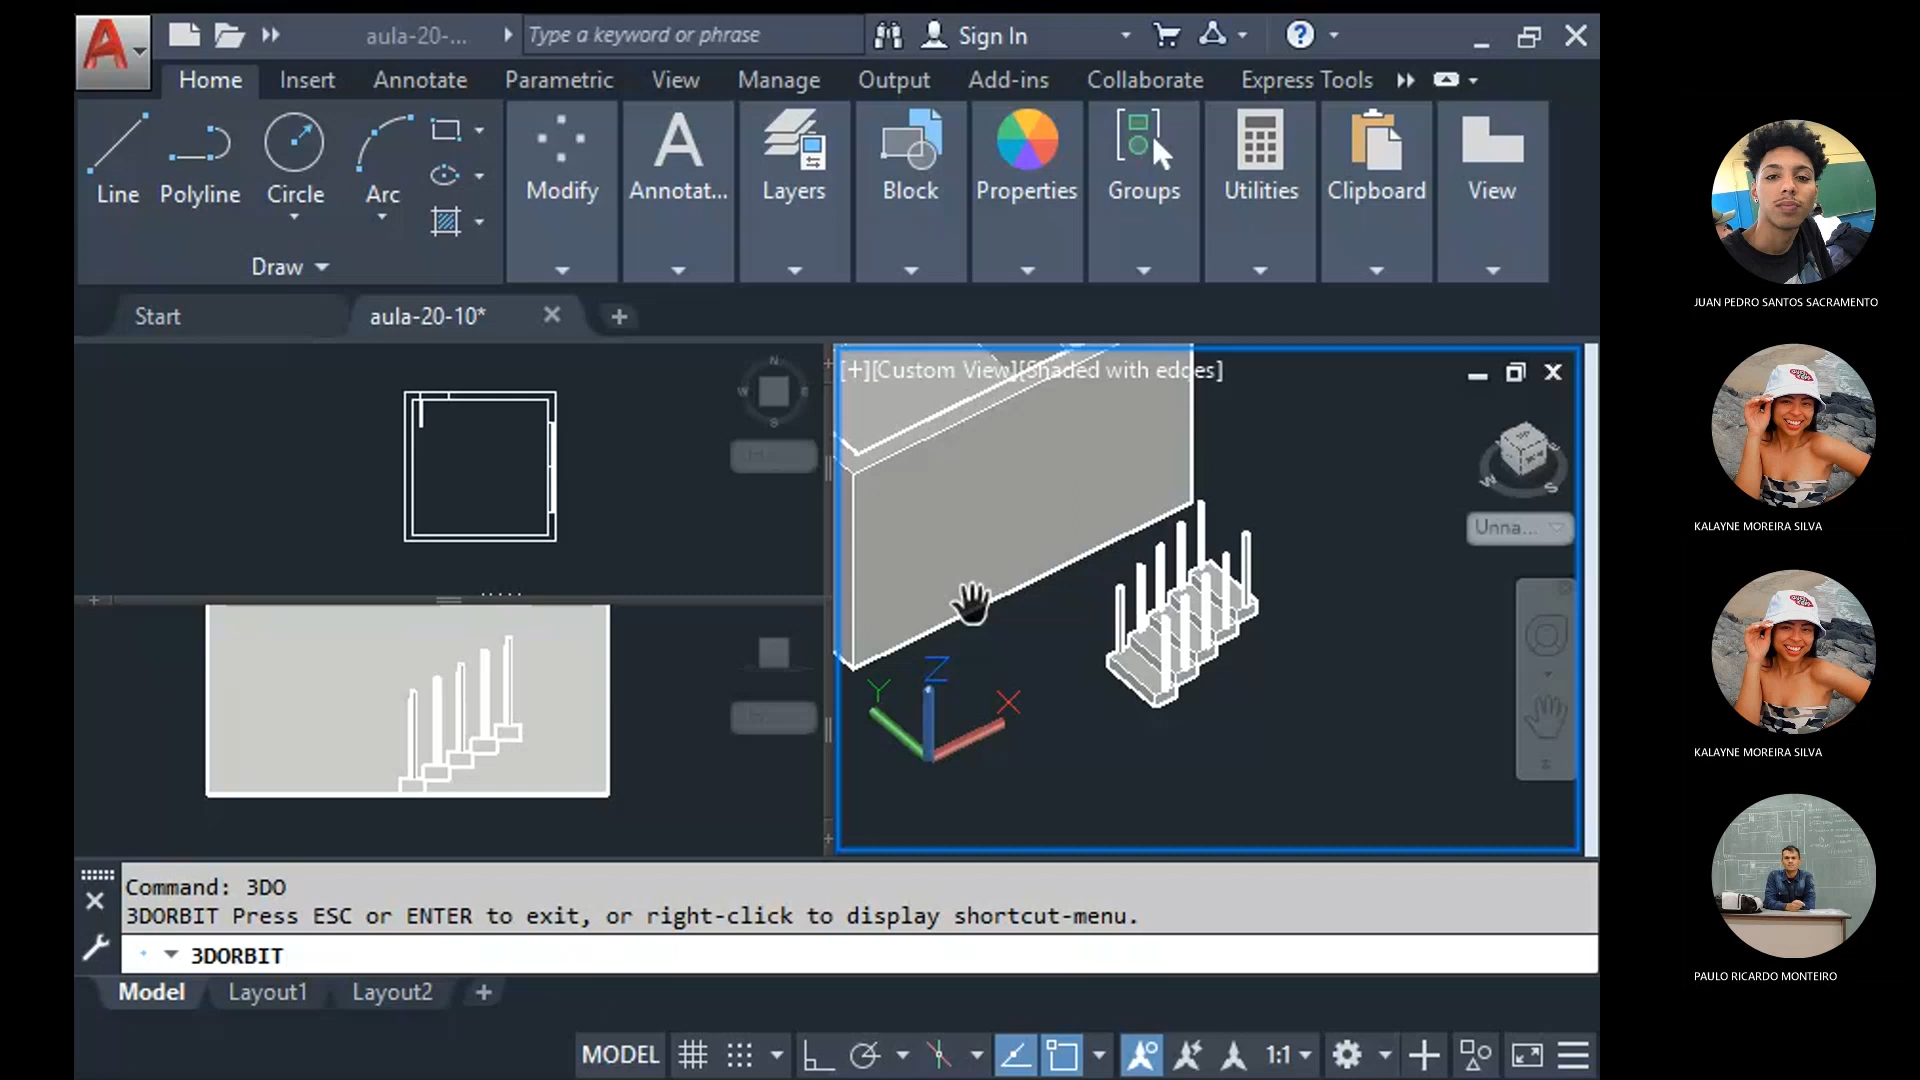 aula-20-...
Type a keyword or phrase
Sign In
Home Insert Annotate Parametric View Manage Output Add-ins Collaborate Express Tools
Line Polyline Circle Arc
Modify Annotat... Layers Block Properties Groups Utilities Clipboard View
Draw
Start aula-20-10*
[+][Custom View][Shaded with edges]
N
W
S
W
S
Unna...
Z
Y
X
Command: 3DO
3DORBIT Press ESC or ENTER to exit, or right-click to display shortcut-menu.
3DORBIT
Model Layout1 Layout2
MODEL 1:1
JUAN PEDRO SANTOS SACRAMENTO
KALAYNE MOREIRA SILVA
KALAYNE MOREIRA SILVA
PAULO RICARDO MONTEIRO